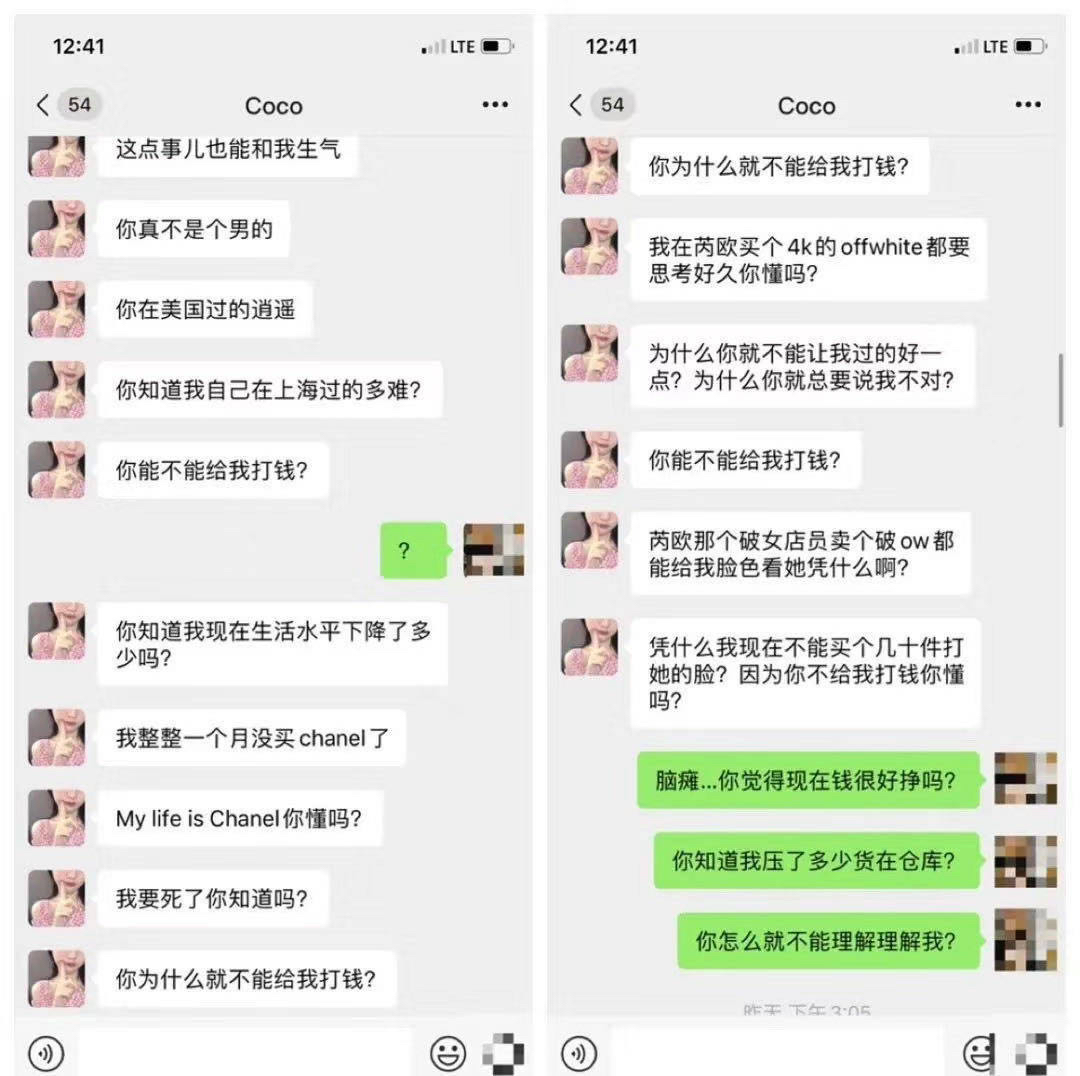 12:41
LTE
54
Coco
这点事儿也能和我生气
你真不是个男的
你在美国过的逍遥
你知道我自己在上海过的多难?
你能不能给我打钱?
?
你知道我现在生活水平下降了多
少吗?
我整整一个月没买chanel了
My life is Chanel你懂吗?
我要死了你知道吗?
你为什么就不能给我打钱?
12:41
LTE
54
Coco
你为什么就不能给我打钱?
我在芮欧买个4k的offwhite都要
思考好久你懂吗?
为什么你就不能让我过的好一
点? 为什么你就总要说我不对?
你能不能给我打钱?
芮欧那个破女店员卖个破ow都
能给我脸色看她凭什么啊?
凭什么我现在不能买个几十件打
她的脸? 因为你不给我打钱你懂
吗?
脑瘫...你觉得现在钱很好挣吗?
你知道我压了多少货在仓库?
你怎么就不能理解理解我?
昨天 下午3:05